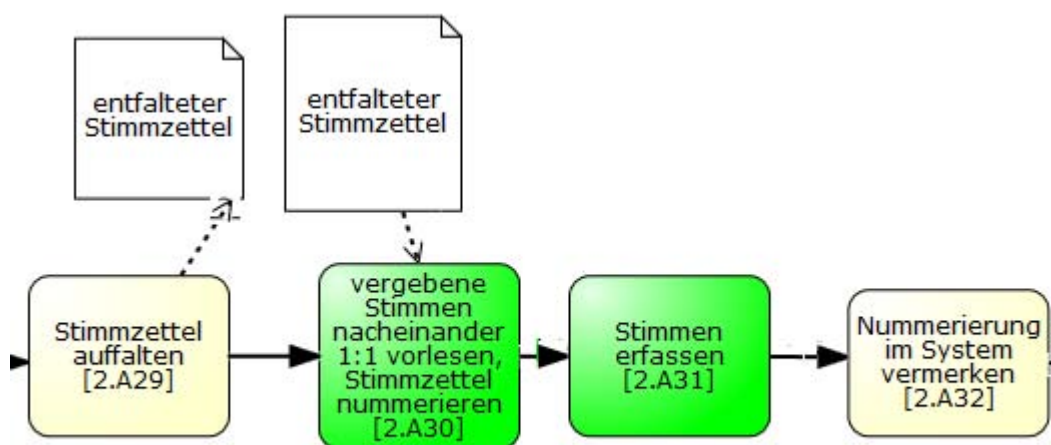 entfalteter
Stimmzettel
entfalteter
Stimmzettel
Stimmzettel
auffalten
[2.A29]
vergebene
Stimmen
nacheinander
1:1 vorlesen,
Stimmzettel
nummerieren
[2.A30]
Stimmen
erfassen
[2.A31]
Nummerierung
im System
vermerken
[2.A32]